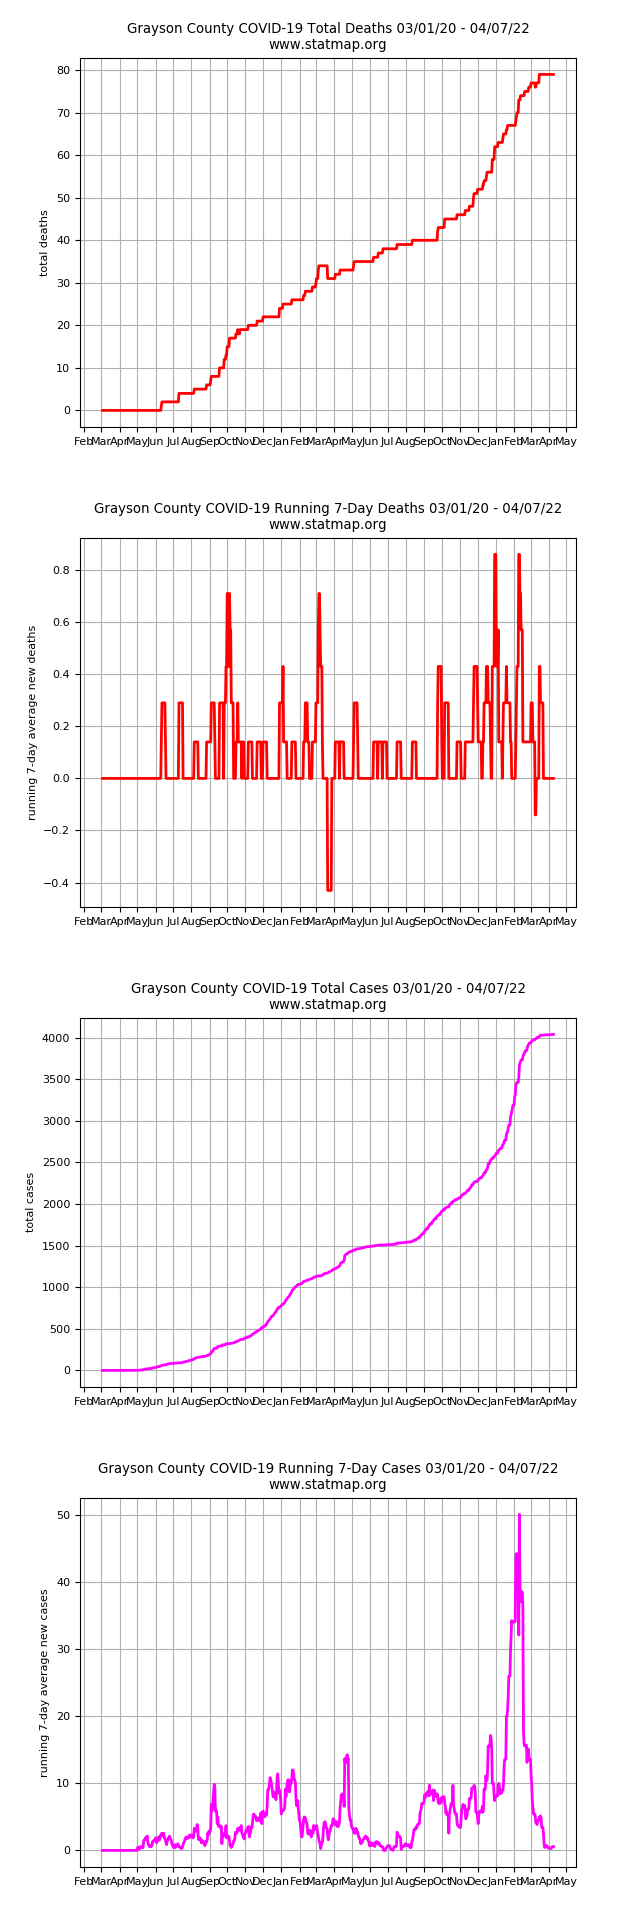 Grayson County COVID-19 Total Deaths 03/01/20 - 04/07/22
www.statmap.org
80
70
60
50
40
30
20
10
0
total deaths
Feb Mar Apr May Jun Jul Aug Sep Oct Nov Dec Jan Feb Mar Apr May Jun Jul Aug Sep Oct Nov Dec Jan Feb Mar Apr May
Grayson County COVID-19 Running 7-Day Deaths 03/01/20 - 04/07/22
www.statmap.org
0.8
0.6
0.4
0.2
0.0
−0.2
−0.4
running 7-day average new deaths
Feb Mar Apr May Jun Jul Aug Sep Oct Nov Dec Jan Feb Mar Apr May Jun Jul Aug Sep Oct Nov Dec Jan Feb Mar Apr May
Grayson County COVID-19 Total Cases 03/01/20 - 04/07/22
www.statmap.org
4000
3500
3000
2500
2000
1500
1000
500
0
total cases
Feb Mar Apr May Jun Jul Aug Sep Oct Nov Dec Jan Feb Mar Apr May Jun Jul Aug Sep Oct Nov Dec Jan Feb Mar Apr May
Grayson County COVID-19 Running 7-Day Cases 03/01/20 - 04/07/22
www.statmap.org
50
40
30
20
10
0
running 7-day average new cases
Feb Mar Apr May Jun Jul Aug Sep Oct Nov Dec Jan Feb Mar Apr May Jun Jul Aug Sep Oct Nov Dec Jan Feb Mar Apr May